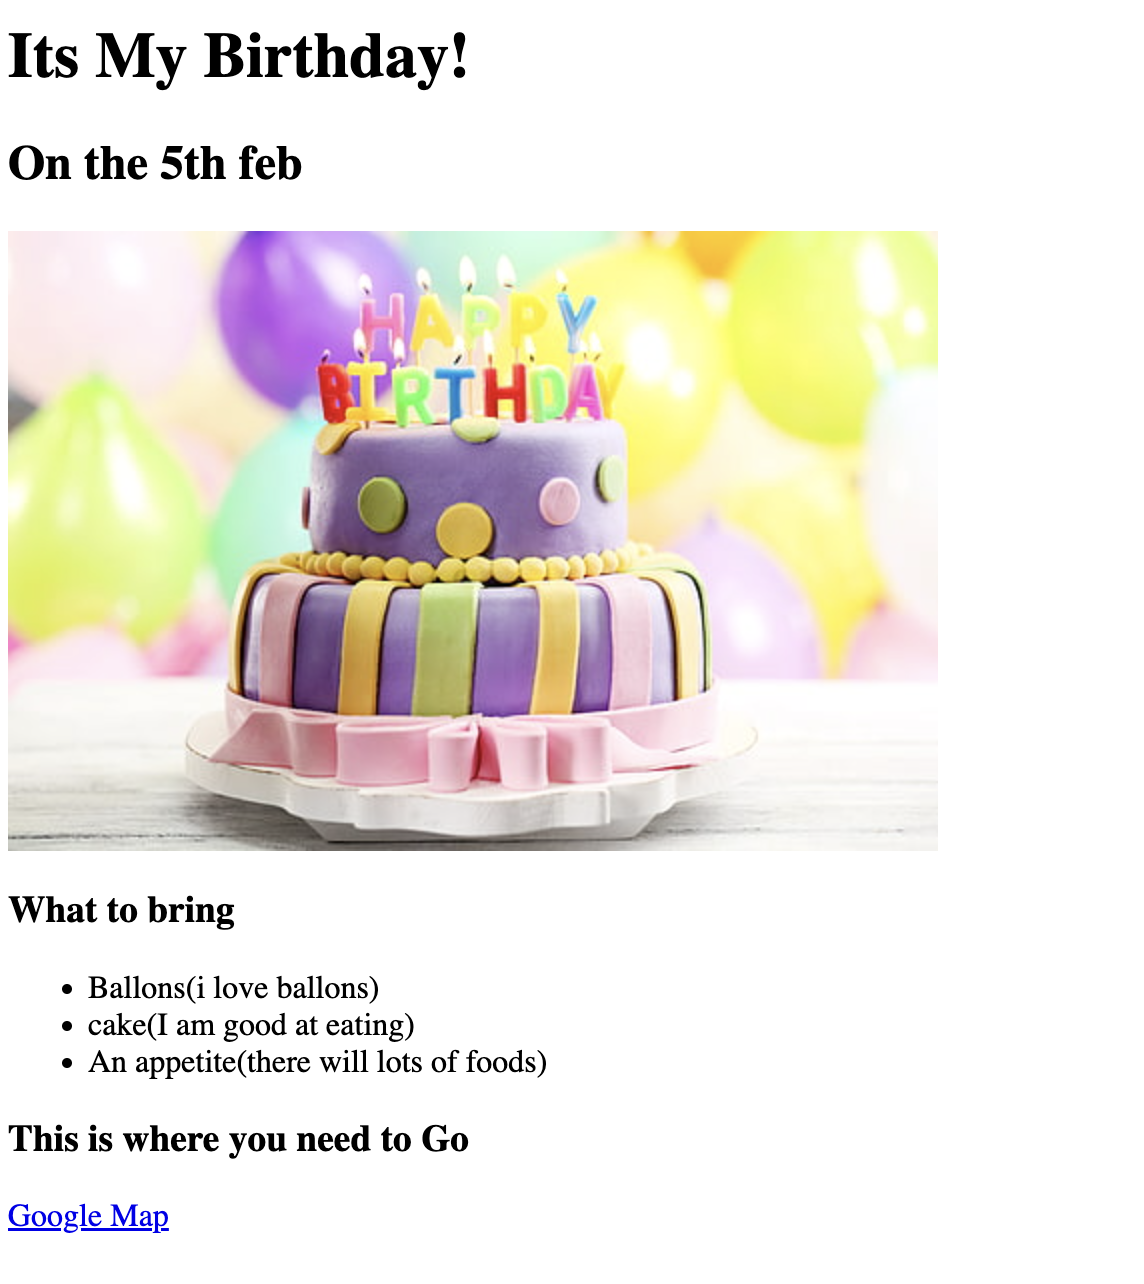 Its My Birthday!
On the 5th feb
HAPPY
BIRTHDAY
What to bring
Ballons(i love ballons)
cake(I am good at eating)
An appetite(there will lots of foods)
This is where you need to Go
Google Map